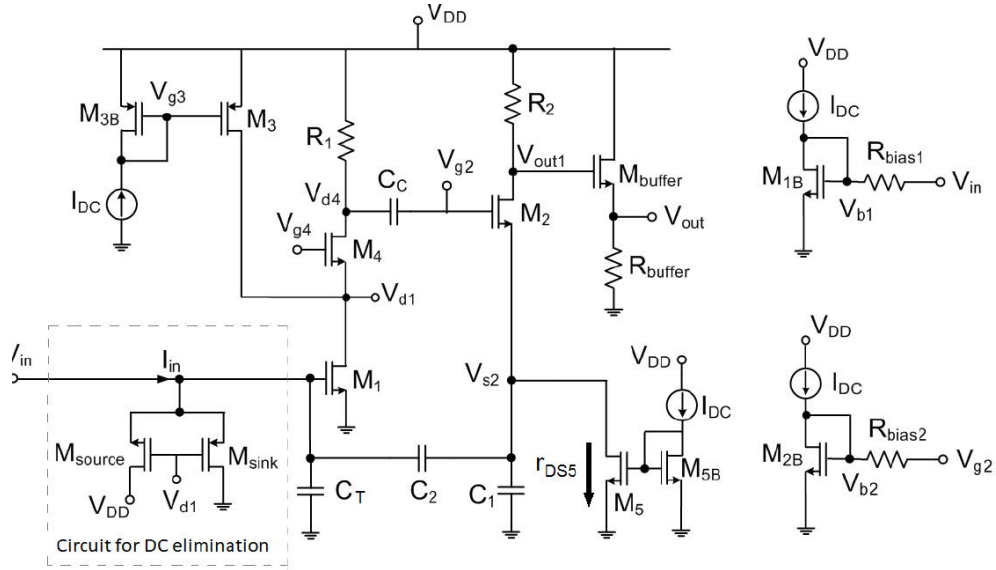 V_DD
V_g3
M_3B
M_3
I_DC
R_1
R_2
V_out1
V_g2
C_C
V_d4
V_g4
M_4
M_2
M_buffer
V_out
R_buffer
V_d1
V_in
I_in
M_1
M_source
M_sink
V_DD
V_d1
Circuit for DC elimination
C_T
C_2
C_1
V_s2
r_DS5
M_5
V_DD
I_DC
M_5B
V_DD
I_DC
R_bias1
M_1B
V_b1
V_in
V_DD
I_DC
R_bias2
M_2B
V_b2
V_g2